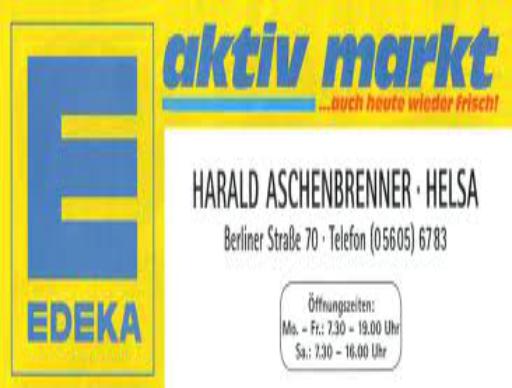 aktiv markt
...auch heute wieder frisch!
E
EDEKA
HARALD ASCHENBRENNER · HELSA
Berliner Straße 70 · Telefon (05605) 6783
Öffnungszeiten:
Mo. – Fr.: 7.30 – 19.00 Uhr
Sa.: 7.30 – 16.00 Uhr